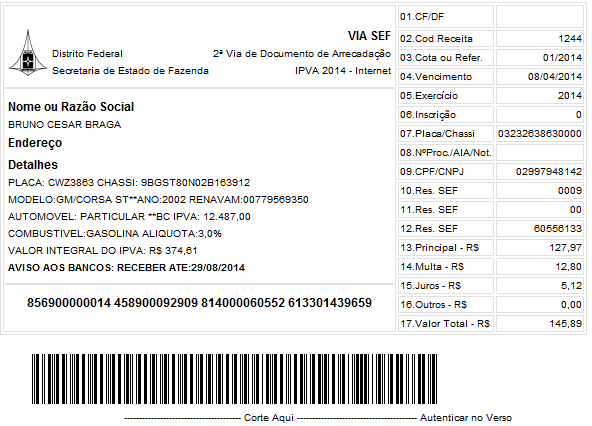 VIA SEF
Distrito Federal 2ª Via de Documento de Arrecadação
Secretaria de Estado de Fazenda IPVA 2014 - Internet
Nome ou Razão Social
BRUNO CESAR BRAGA
Endereço
Detalhes
PLACA: CWZ3863 CHASSI: 9BGST80N02B163912
MODELO:GM/CORSA ST**ANO:2002 RENAVAM:00779569350
AUTOMOVEL: PARTICULAR **BC IPVA: 12.487,00
COMBUSTIVEL:GASOLINA ALIQUOTA:3,0%
VALOR INTEGRAL DO IPVA: R$ 374,61
AVISO AOS BANCOS: RECEBER ATE:29/08/2014
856900000014 458900092909 814000060552 613301439659
01.CF/DF
02.Cod Receita 1244
03.Cota ou Refer. 01/2014
04.Vencimento 08/04/2014
05.Exercício 2014
06.Inscrição 0
07.Placa/Chassi 03232638630000
08.NºProc./AIA/Not.
09.CPF/CNPJ 02997948142
10.Res. SEF 0009
11.Res. SEF 00
12.Res. SEF 60556133
13.Principal - R$ 127,97
14.Multa - R$ 12,80
15.Juros - R$ 5,12
16.Outros - R$ 0,00
17.Valor Total - R$ 145,89
--------------------------------------- Corte Aqui ---------------------------------------- Autenticar no Verso